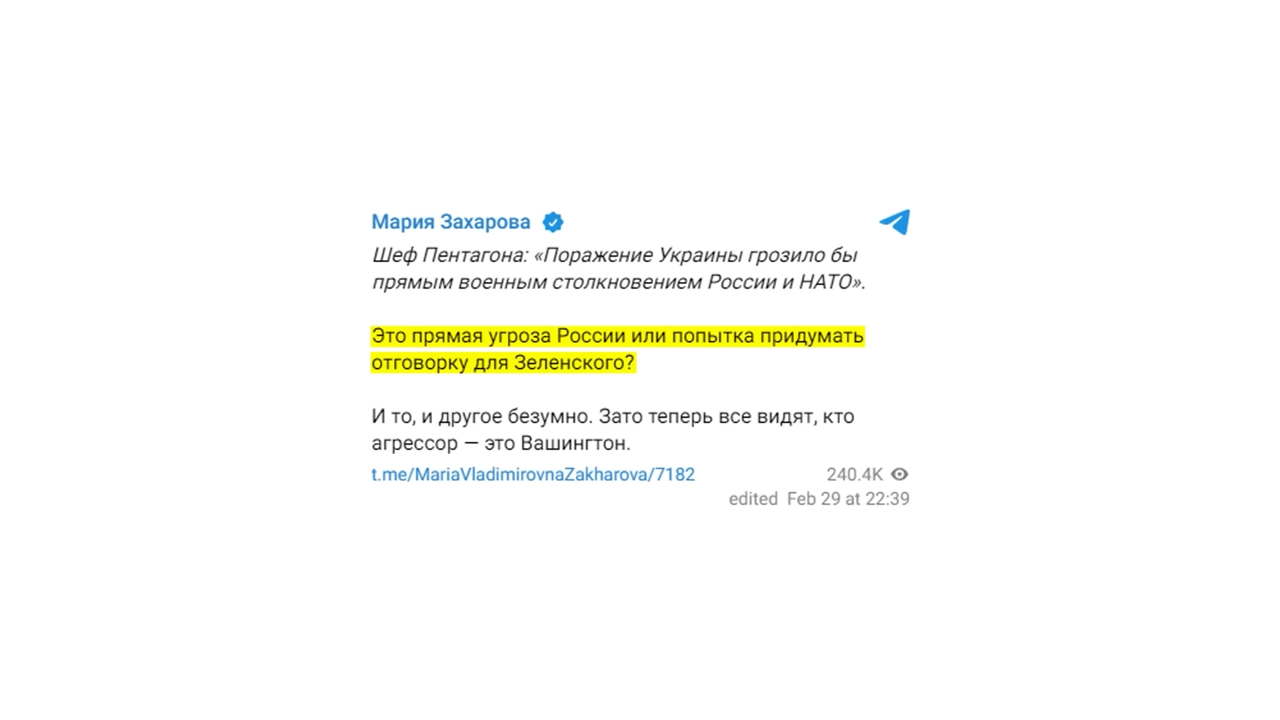 Мария Захарова
Шеф Пентагона: «Поражение Украины грозило бы
прямым военным столкновением России и НАТО».
Это прямая угроза России или попытка придумать
отговорку для Зеленского?
И то, и другое безумно. Зато теперь все видят, кто
агрессор — это Вашингтон.
t.me/MariaVladimirovnaZakharova/7182 240.4K
edited Feb 29 at 22:39